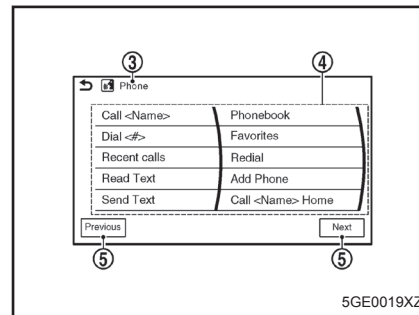 ③ ④
Phone
Call <Name> Phonebook
Dial <#> Favorites
Recent calls Redial
Read Text Add Phone
Send Text Call <Name> Home
Previous Next
⑤ ⑤
5GE0019XZ